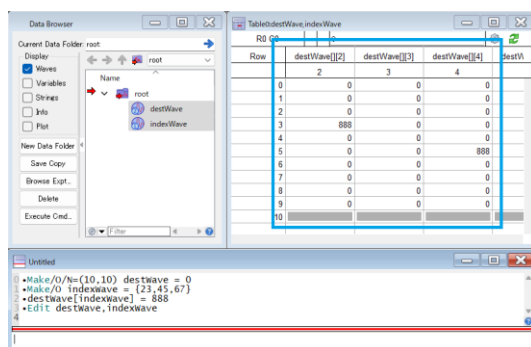 Data Browser
Current Data Folder: root:
Display
Waves
Variables
Strings
Info
Plot
New Data Folder
Save Copy
Browse Expt...
Delete
Execute Cmd...
root
Name
root
destWave
indexWave
Filter
Table0:destWave,indexWave
Row destWave[][2] destWave[][3] destWave[][4]
2 3 4
0 0 0 0
1 0 0 0
2 0 0 0
3 888 0 0
4 0 0 0
5 0 0 888
6 0 0 0
7 0 0 0
8 0 0 0
9 0 0 0
10
Untitled
0 •Make/O/N=(10,10) destWave = 0
1 •Make/O indexWave = {23,45,67}
2 •destWave[indexWave] = 888
3 •Edit destWave,indexWave
4